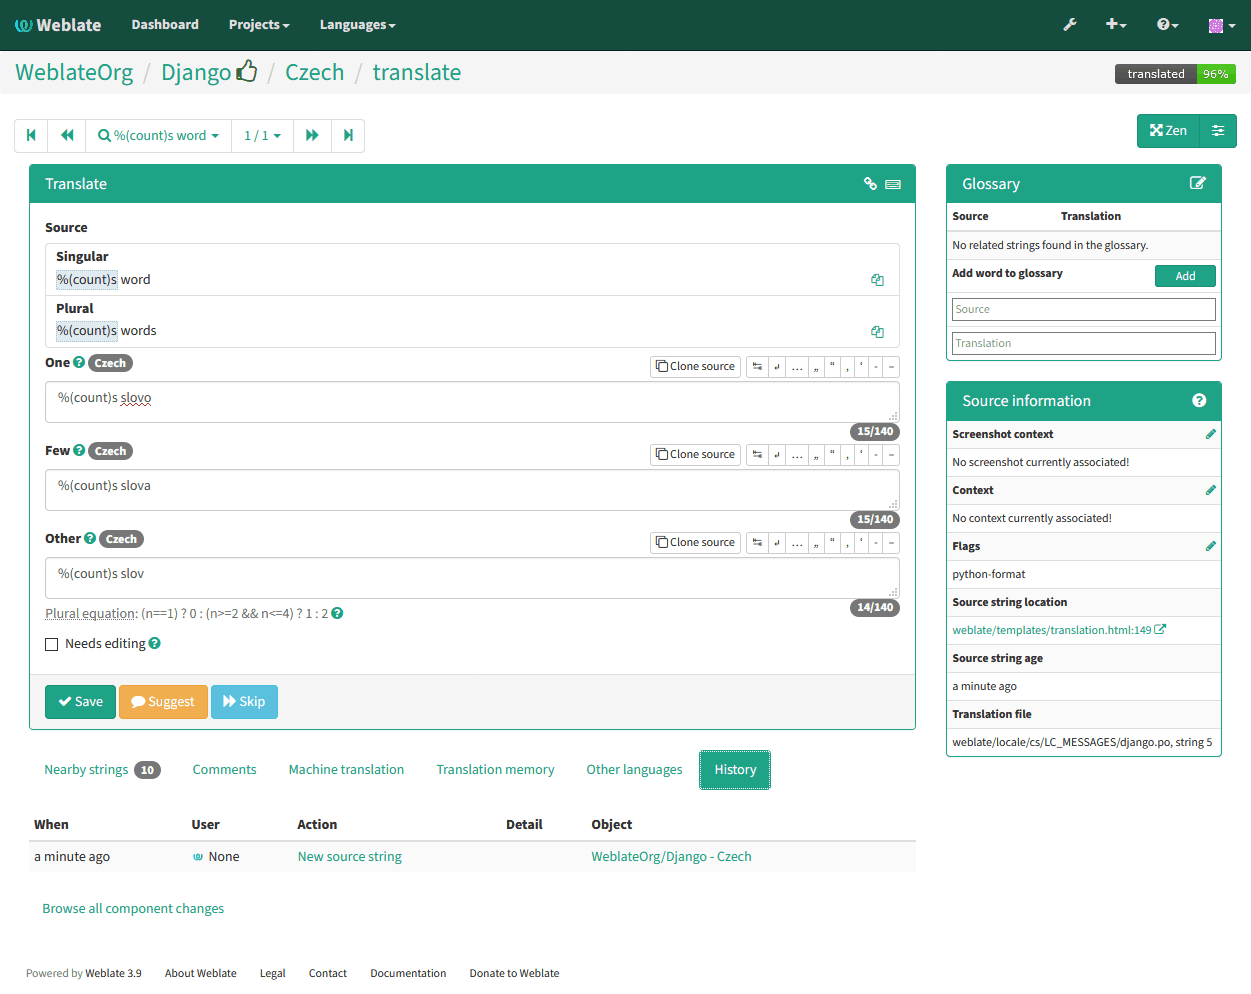 Weblate Dashboard Projects Languages
WeblateOrg / Django / Czech / translate translated 96%
%(count)s word 1 / 1 Zen
Translate
Source
Singular
%(count)s word
Plural
%(count)s words
One Czech Clone source … „ “ ‚ ‘ - –
%(count)s slovo
15/140
Few Czech Clone source … „ “ ‚ ‘ - –
%(count)s slova
15/140
Other Czech Clone source … „ “ ‚ ‘ - –
%(count)s slov
14/140
Plural equation: (n==1) ? 0 : (n>=2 && n<=4) ? 1 : 2
Needs editing
Save Suggest Skip
Nearby strings 10 Comments Machine translation Translation memory Other languages History
When User Action Detail Object
a minute ago None New source string WeblateOrg/Django - Czech
Browse all component changes
Glossary
Source Translation
No related strings found in the glossary.
Add word to glossary Add
Source
Translation
Source information
Screenshot context
No screenshot currently associated!
Context
No context currently associated!
Flags
python-format
Source string location
weblate/templates/translation.html:149
Source string age
a minute ago
Translation file
weblate/locale/cs/LC_MESSAGES/django.po, string 5
Powered by Weblate 3.9 About Weblate Legal Contact Documentation Donate to Weblate